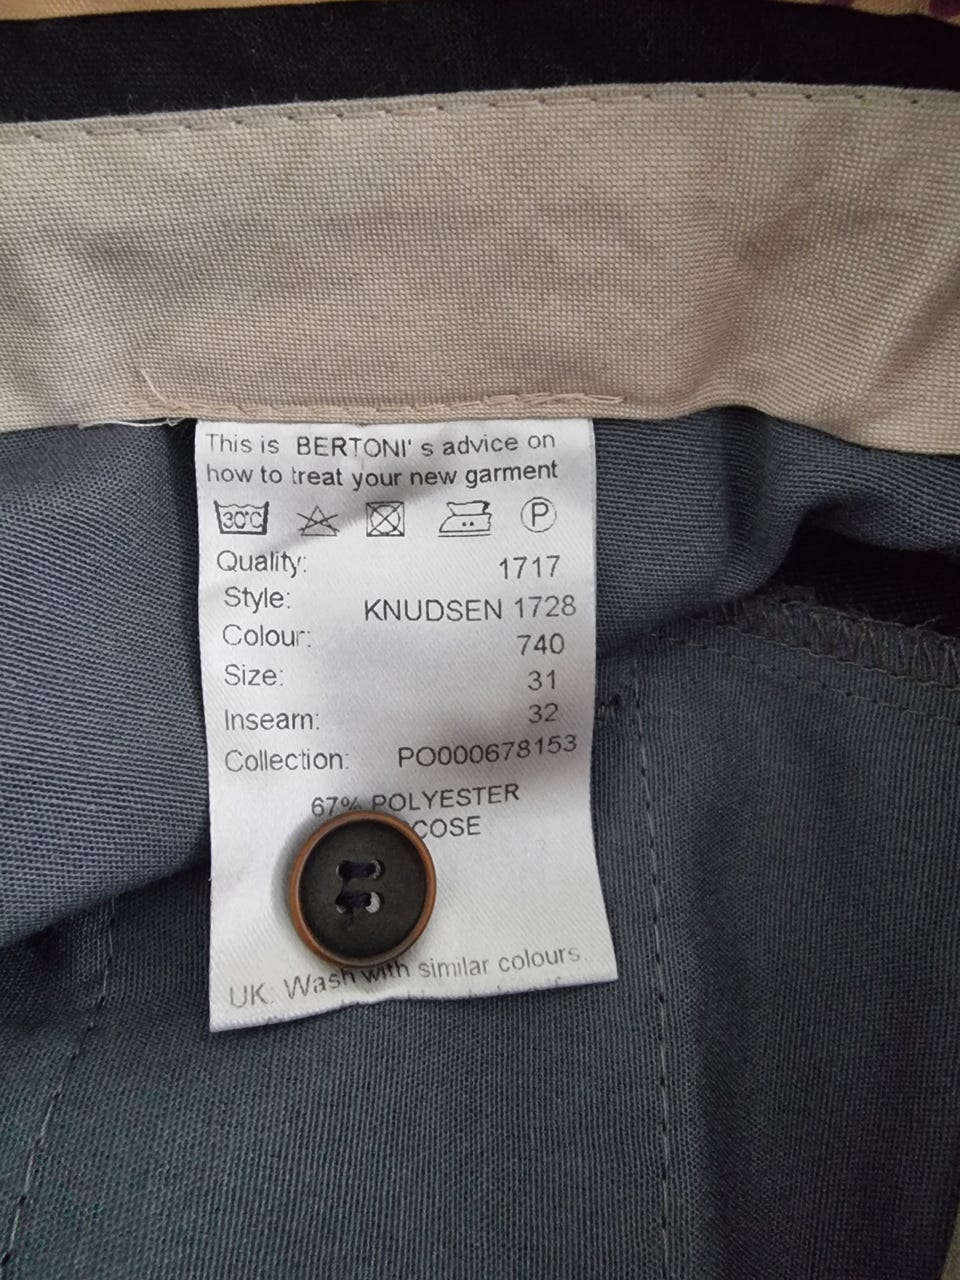 This is BERTONI' s advice on
how to treat your new garment
30°C P
Quality: 1717
Style: KNUDSEN 1728
Colour: 740
Size: 31
Insearn: 32
Collection: PO000678153
67% POLYESTER
COSE
UK: Wash with similar colours